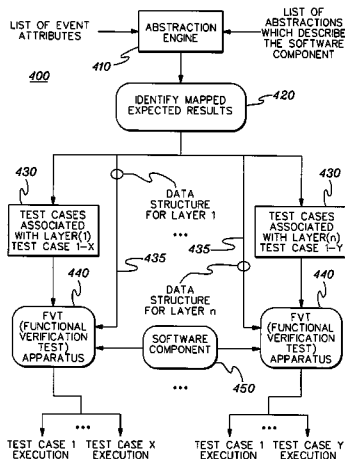 LIST OF EVENT
ATTRIBUTES
ABSTRACTION
ENGINE
410
LIST OF
ABSTRACTIONS
WHICH DESCRIBE
THE SOFTWARE
COMPONENT
400
IDENTIFY MAPPED
EXPECTED RESULTS
420
430
TEST CASES
ASSOCIATED
WITH LAYER(1)
TEST CASE 1-X
DATA
STRUCTURE
FOR LAYER 1
...
430
TEST CASES
ASSOCIATED
WITH LAYER(n)
TEST CASE 1-Y
435
435
440
FVT
(FUNCTIONAL
VERIFICATION
TEST)
APPARATUS
DATA
STRUCTURE
FOR LAYER n
440
FVT
(FUNCTIONAL
VERIFICATION
TEST)
APPARATUS
SOFTWARE
COMPONENT
450
...
...
...
TEST CASE 1
EXECUTION
TEST CASE X
EXECUTION
TEST CASE 1
EXECUTION
TEST CASE Y
EXECUTION